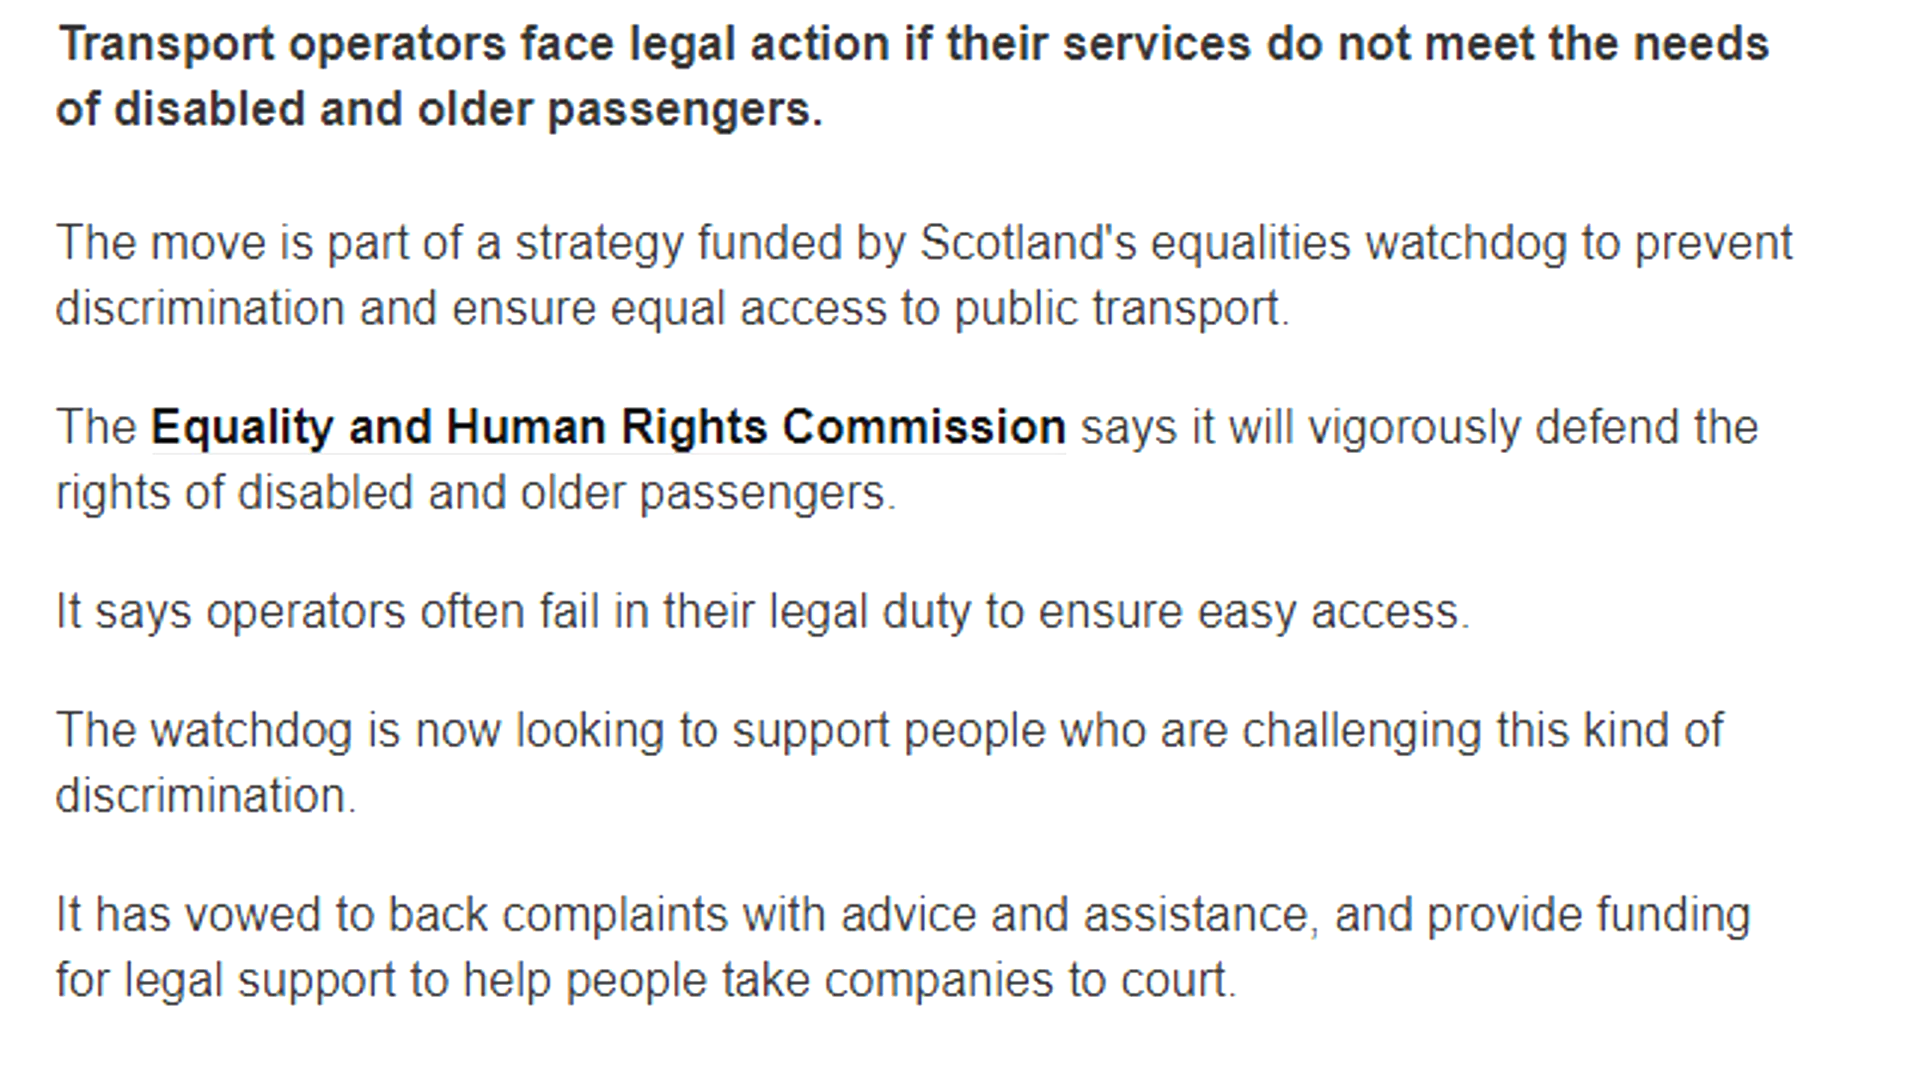 Transport operators face legal action if their services do not meet the needs
of disabled and older passengers.
The move is part of a strategy funded by Scotland's equalities watchdog to prevent
discrimination and ensure equal access to public transport.
The Equality and Human Rights Commission says it will vigorously defend the
rights of disabled and older passengers.
It says operators often fail in their legal duty to ensure easy access.
The watchdog is now looking to support people who are challenging this kind of
discrimination.
It has vowed to back complaints with advice and assistance, and provide funding
for legal support to help people take companies to court.